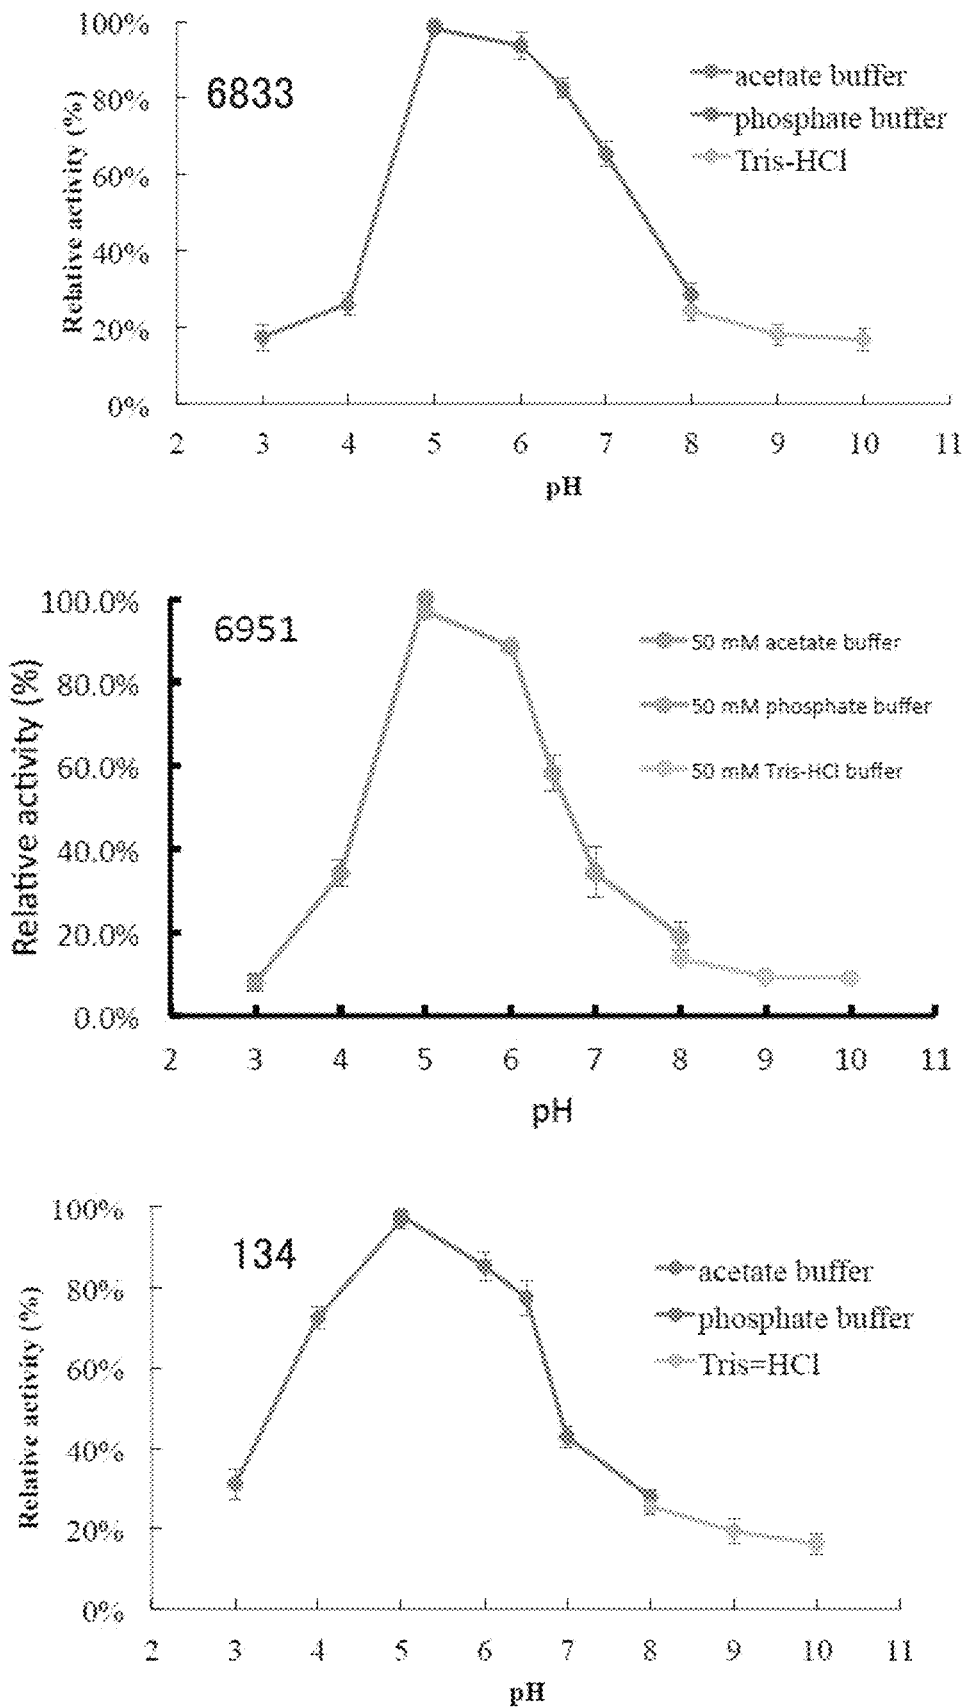 100%
6833
acetate buffer
80%
phosphate buffer
Tris-HCl
60%
Relative activity (%)
40%
20%
0%
2 3 4 5 6 7 8 9 10 11
pH
100.0%
6951
50 mM acetate buffer
80.0%
50 mM phosphate buffer
60.0%
50 mM Tris-HCl buffer
Relative activity (%)
40.0%
20.0%
0.0%
2 3 4 5 6 7 8 9 10 11
pH
100%
134
acetate buffer
80%
phosphate buffer
Tris=HCl
60%
Relative activity (%)
40%
20%
0%
2 3 4 5 6 7 8 9 10 11
pH